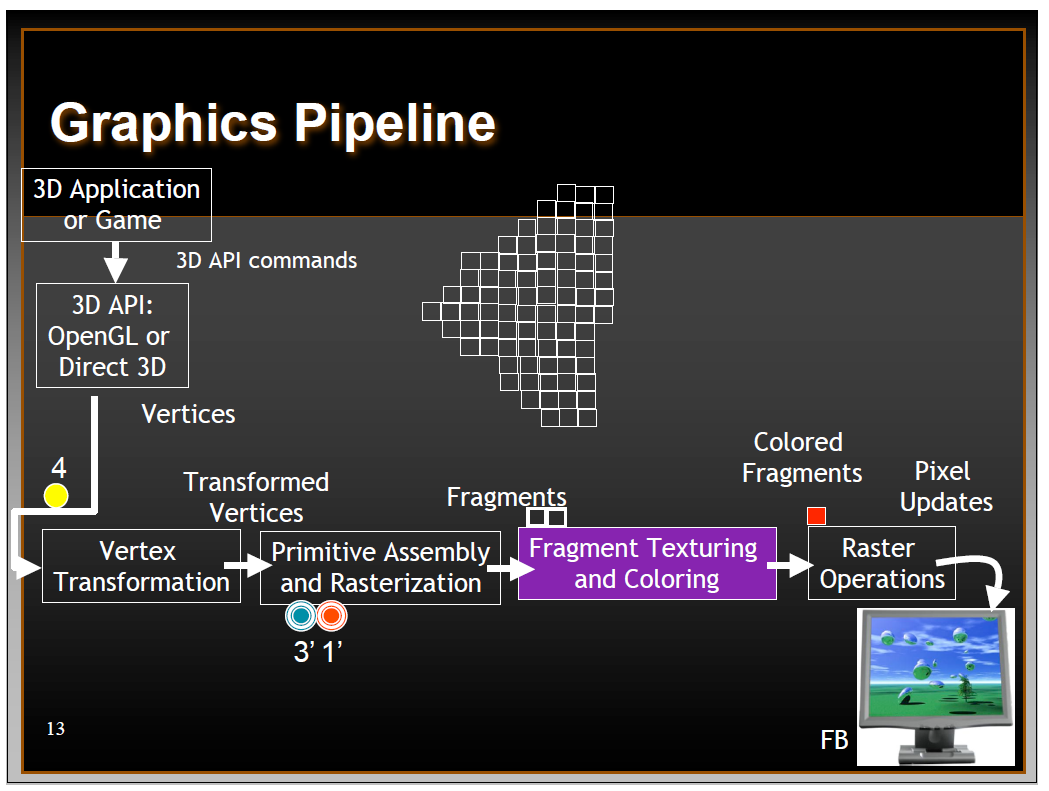 Graphics Pipeline
3D Application
or Game
3D API commands
3D API:
OpenGL or
Direct 3D
Vertices
4
Transformed
Vertices
Fragments
Colored
Fragments
Pixel
Updates
Vertex
Transformation
Primitive Assembly
and Rasterization
Fragment Texturing
and Coloring
Raster
Operations
3’ 1’
13
FB